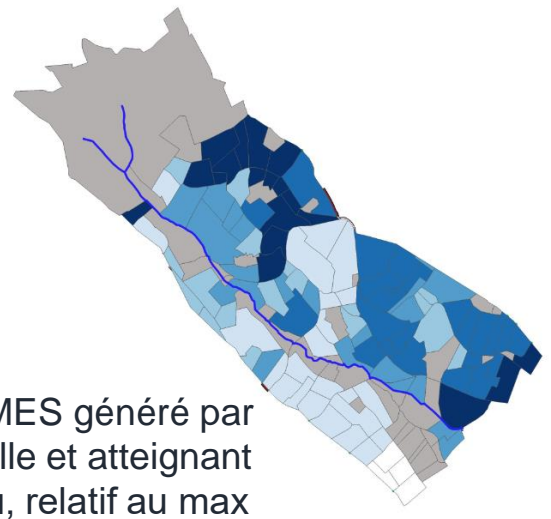 MES généré par
lle et atteignant
, relatif au max